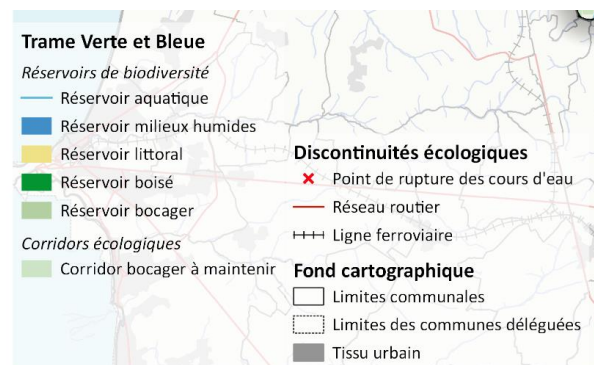 Trame Verte et Bleue
Réservoirs de biodiversité
Réservoir aquatique
Réservoir milieux humides
Réservoir littoral
Réservoir boisé
Réservoir bocager
Corridors écologiques
Corridor bocager à maintenir
Discontinuités écologiques
Point de rupture des cours d'eau
Réseau routier
Ligne ferroviaire
Fond cartographique
Limites communales
Limites des communes déléguées
Tissu urbain